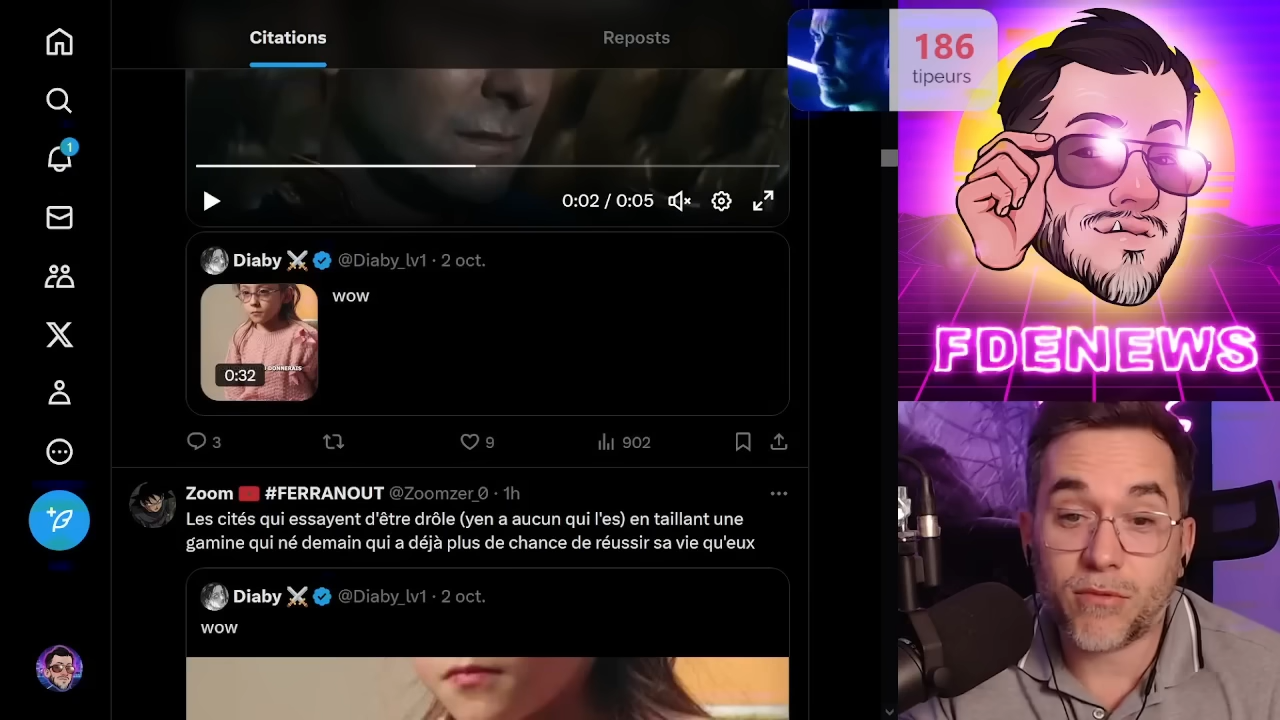 Citations
Reposts
186
tipeurs
1
0:02 / 0:05
Diaby ⚔️ @Diaby_lv1 · 2 oct.
wow
DONNERAIS
0:32
3
9
902
Zoom 🟥 #FERRANOUT @Zoomzer_0 · 1h
Les cités qui essayent d'être drôle (yen a aucun qui l'es) en taillant une
gamine qui né demain qui a déjà plus de chance de réussir sa vie qu'eux
Diaby ⚔️ @Diaby_lv1 · 2 oct.
wow
FDENEWS